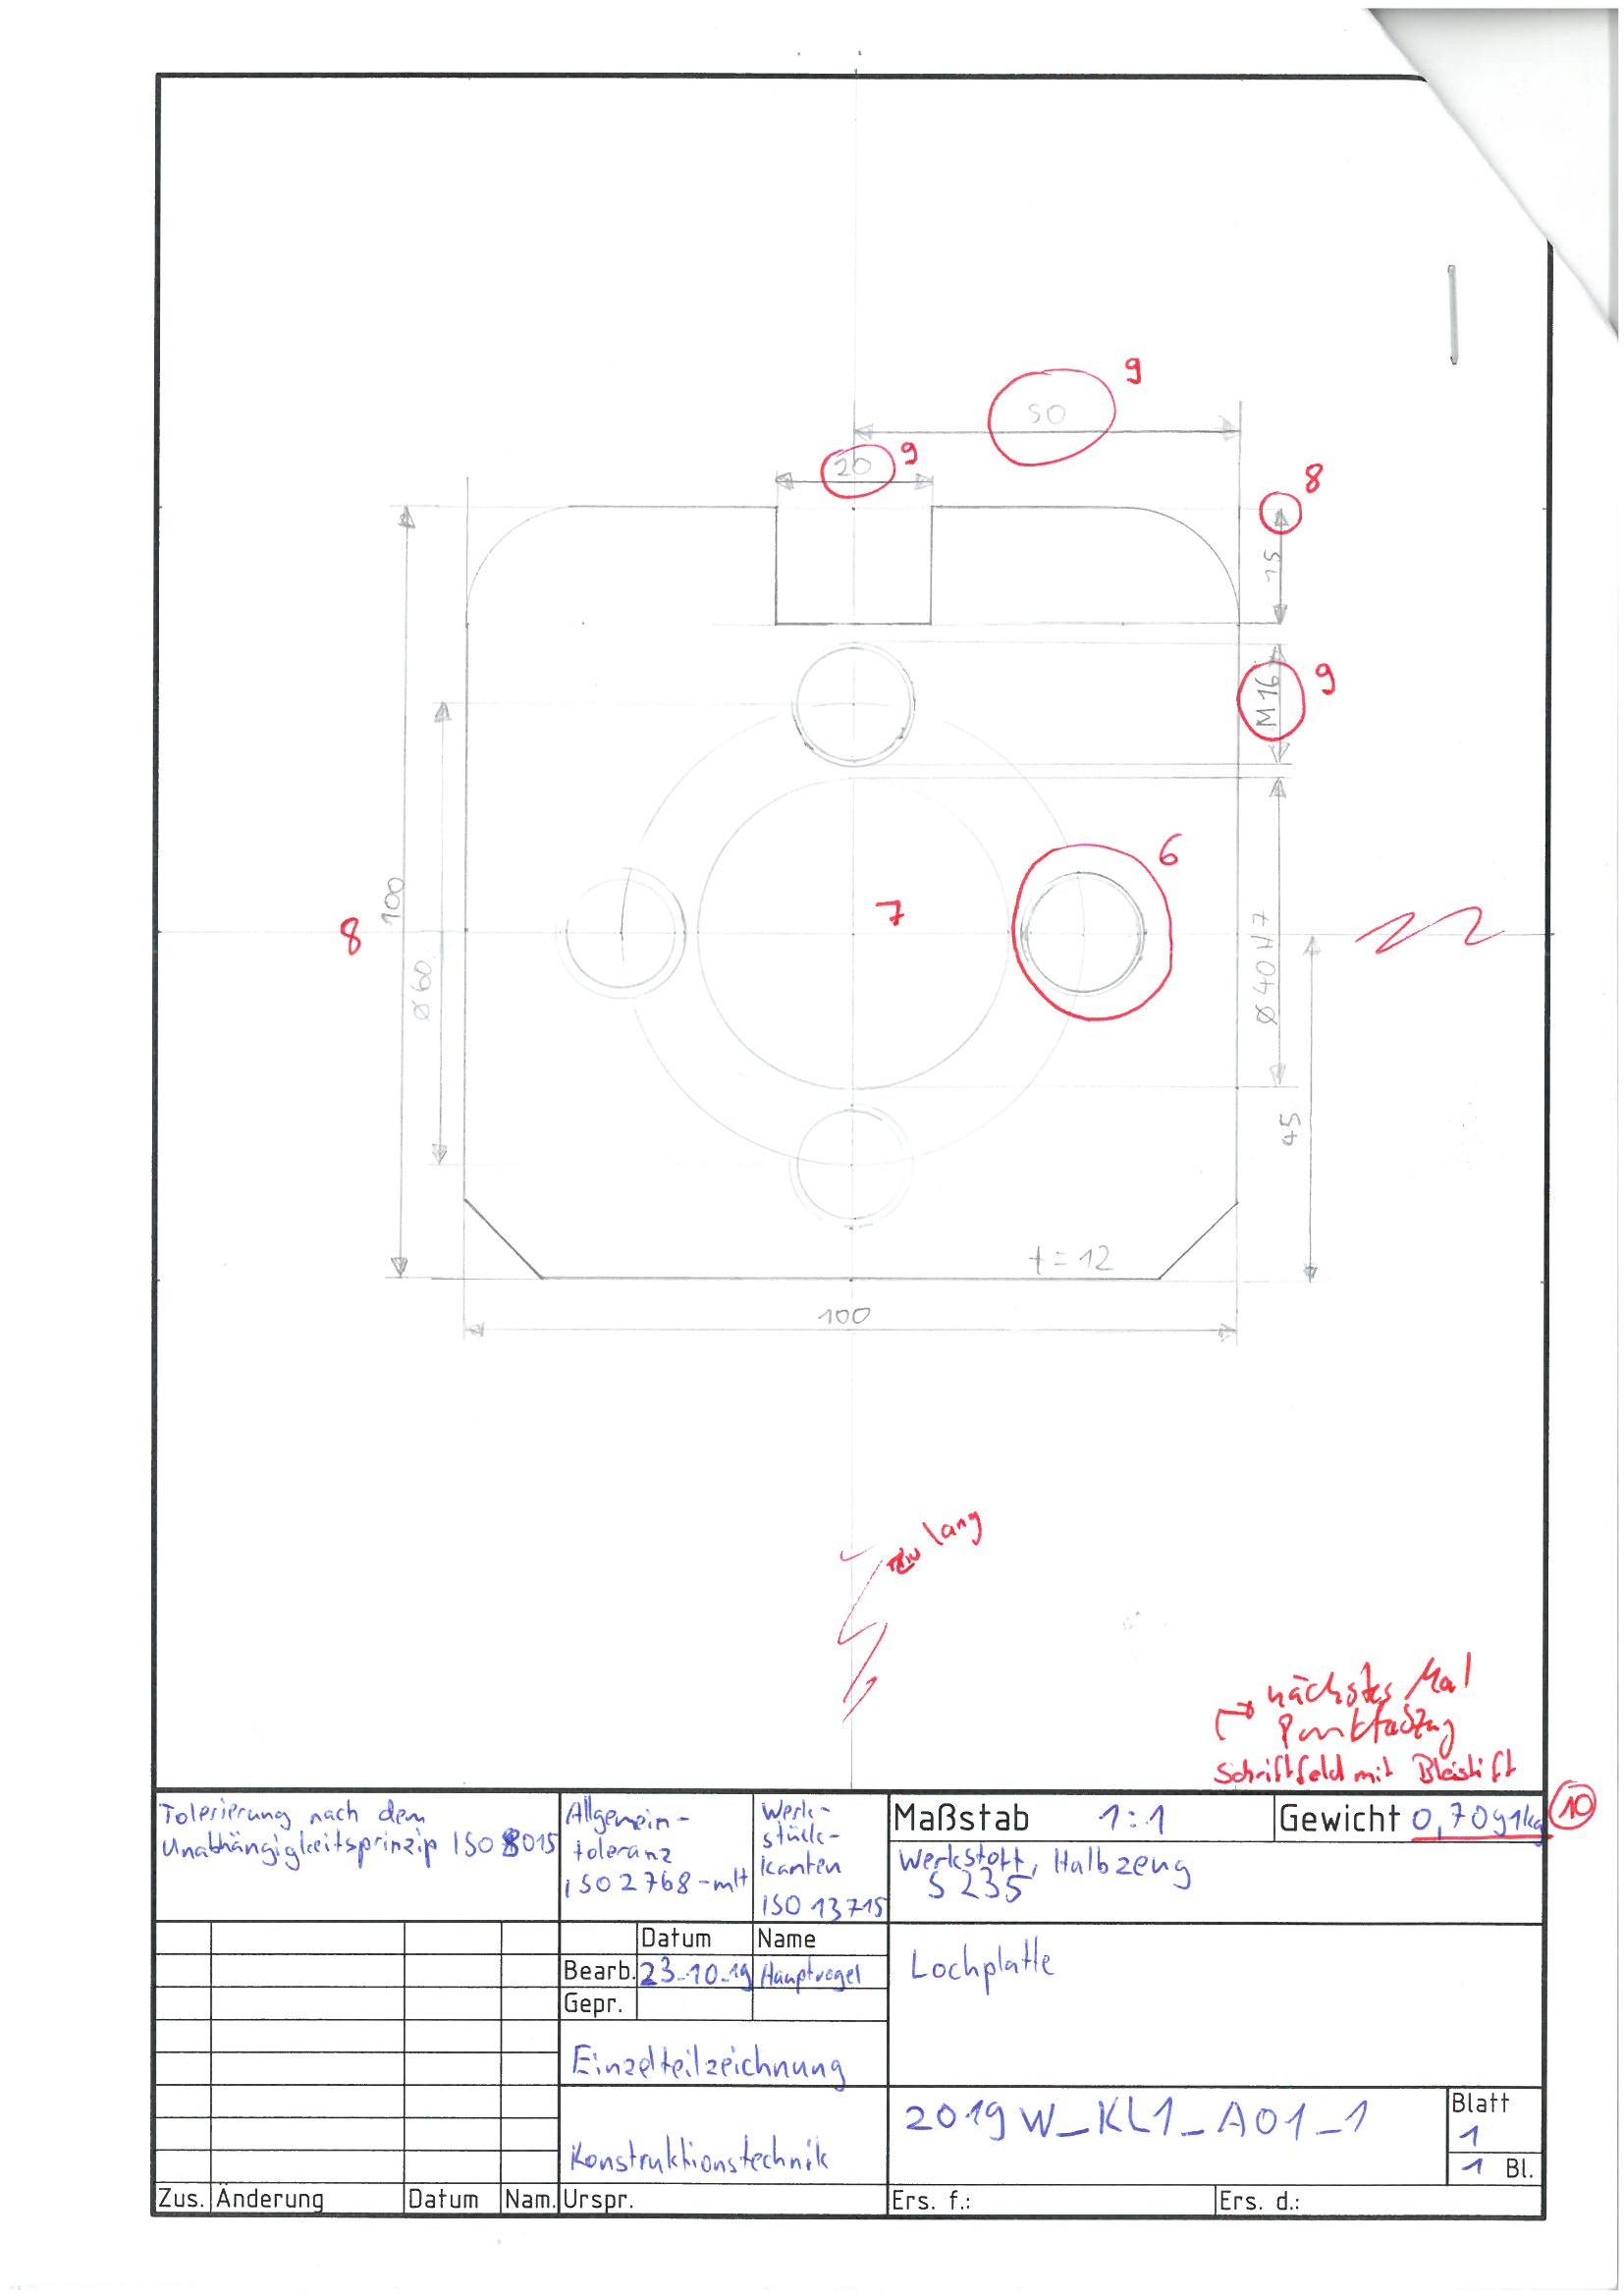 9
50
20
9
8
15
M16
9
6
7
8
100
Ø60
Ø40H7
45
t=12
100
zu lang
nächstes Mal
Schriftfeld mit Bleistift
Tolerierung nach dem
Unabhängigkeitsprinzip ISO 8015
Allgemein-
toleranz
ISO 2768-mH
Werk-
stück-
kanten
ISO 13715
Maßstab 1:1
Gewicht 0,7091kg
10
Werkstoff, Halbzeug
S 235
Datum Name
Bearb. 23.10.19 Hauptvogel
Gepr.
Lochplatte
Einzelteilzeichnung
Konstruktionstechnik
2019W_KL1_A01_1
Blatt
1
1 Bl.
Zus. Änderung Datum Nam. Urspr. Ers. f.: Ers. d.: